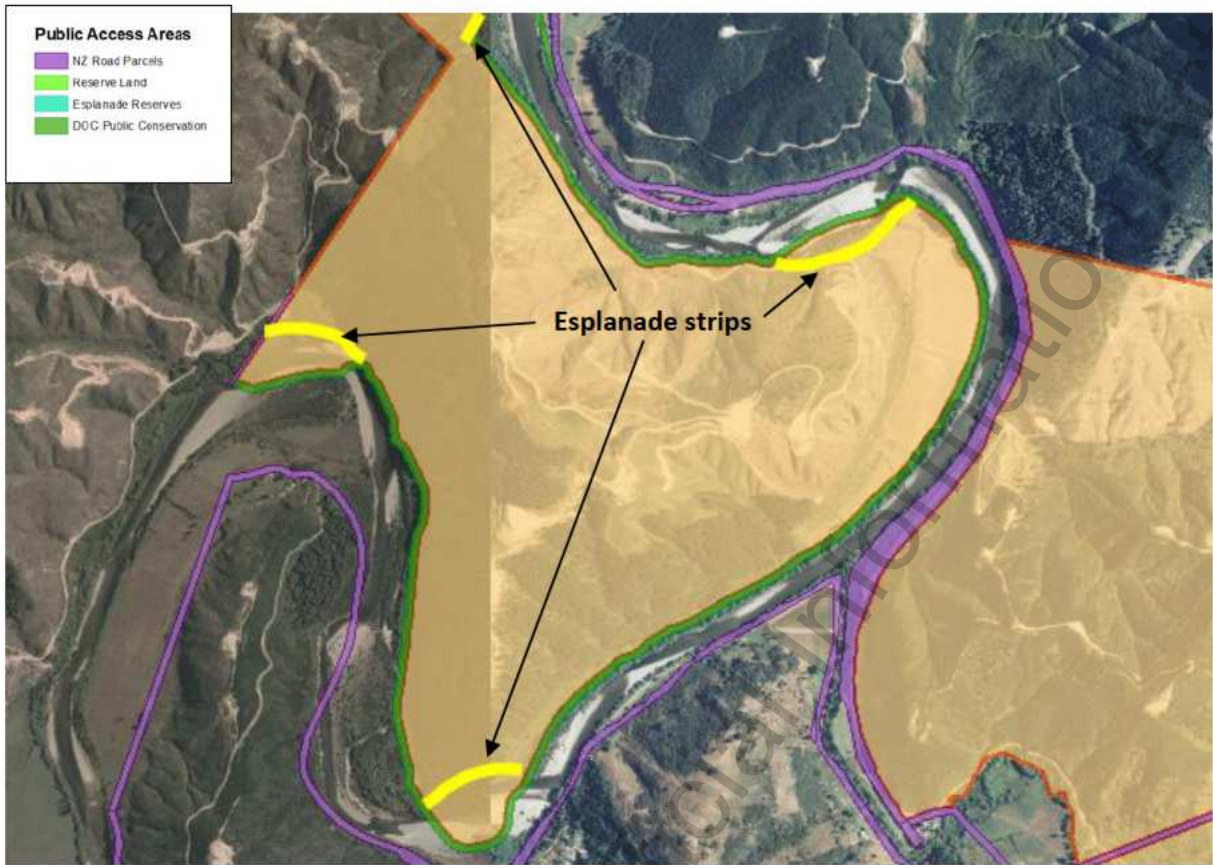 Public Access Areas
NZ Road Parcels
Reserve Land
Esplanade Reserves
DOC Public Conservation
Esplanade strips